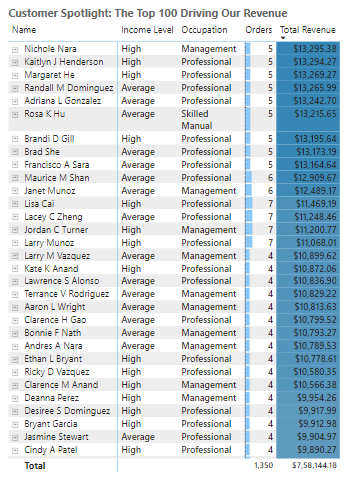 Customer Spotlight: The Top 100 Driving Our Revenue
Name Income Level Occupation Orders Total Revenue
Nichole Nara High Management 5 $13,295.38
Kaitlyn J Henderson High Professional 5 $13,294.27
Margaret He High Professional 5 $13,269.27
Randall M Dominguez Average Professional 5 $13,265.99
Adriana L Gonzalez Average Professional 5 $13,242.70
Rosa K Hu Average Skilled 5 $13,215.65
Manual
Brandi D Gill High Professional 5 $13,195.64
Brad She Average Professional 5 $13,173.19
Francisco A Sara Average Professional 5 $13,164.64
Maurice M Shan Average Professional 6 $12,909.67
Janet Munoz Average Management 6 $12,489.17
Lisa Cai High Professional 7 $11,469.19
Lacey C Zheng Average Professional 7 $11,248.46
Jordan C Turner High Management 7 $11,200.77
Larry Munoz High Professional 7 $11,068.01
Larry M Vazquez Average Management 4 $10,899.62
Kate K Anand High Professional 4 $10,872.06
Lawrence S Alonso Average Professional 4 $10,836.90
Terrance V Rodriguez Average Management 4 $10,829.22
Aaron L Wright Average Management 4 $10,813.63
Clarence H Gao Average Professional 4 $10,799.52
Bonnie F Nath Average Management 4 $10,793.27
Andres A Nara Average Management 4 $10,789.53
Ethan L Bryant High Professional 4 $10,778.61
Ricky D Vazquez High Professional 4 $10,580.35
Clarence M Anand High Professional 4 $10,566.38
Deanna Perez High Management 4 $9,954.26
Desiree S Dominguez High Professional 4 $9,917.99
Bryant Garcia High Professional 4 $9,912.98
Jasmine Stewart Average Professional 4 $9,904.97
Cindy A Patel High Professional 4 $9,890.27
Total 1,350 $7,58,144.18